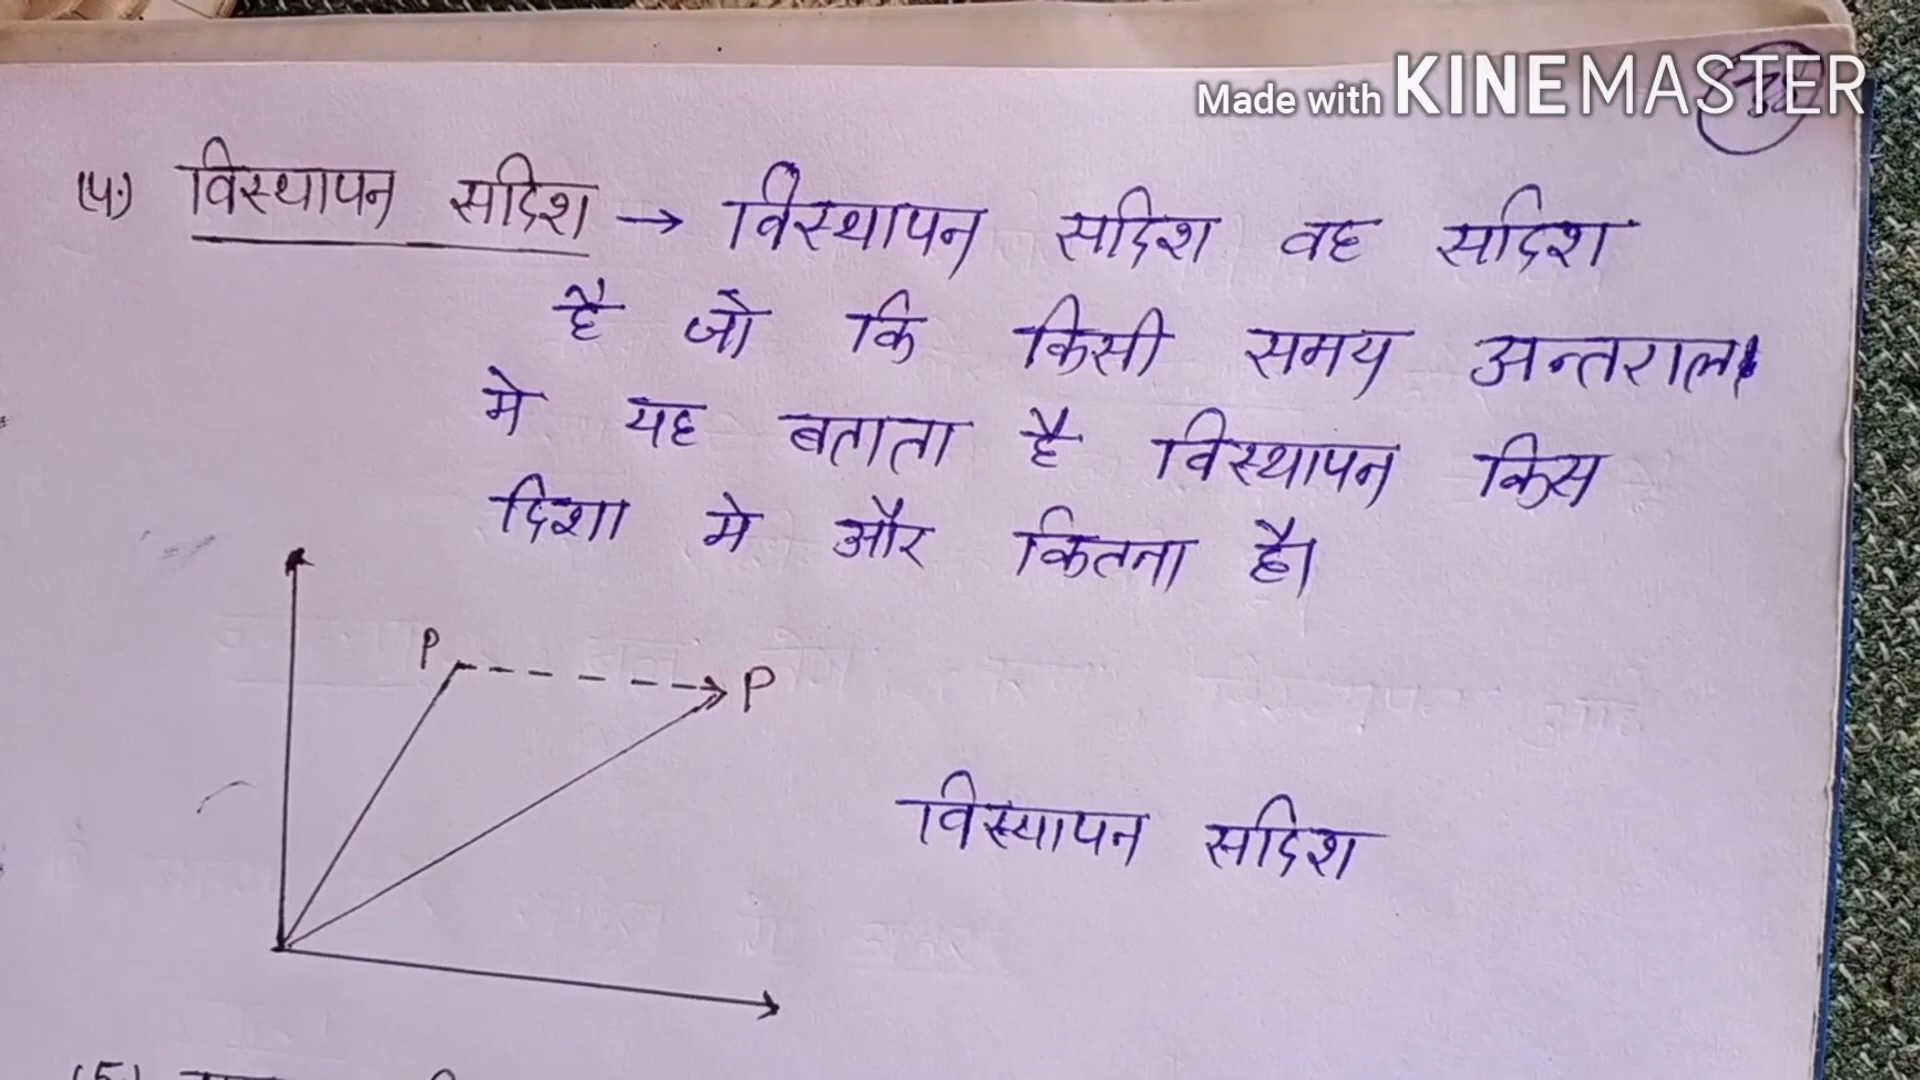 Made with KINEMASTER
(4.) विस्थापन सदिश → विस्थापन सदिश वह सदिश
है जो कि किसी समय अन्तराल
मे यह बताता है विस्थापन किस
दिशा मे और कितना है।
P P
विस्थापन सदिश
(5.)